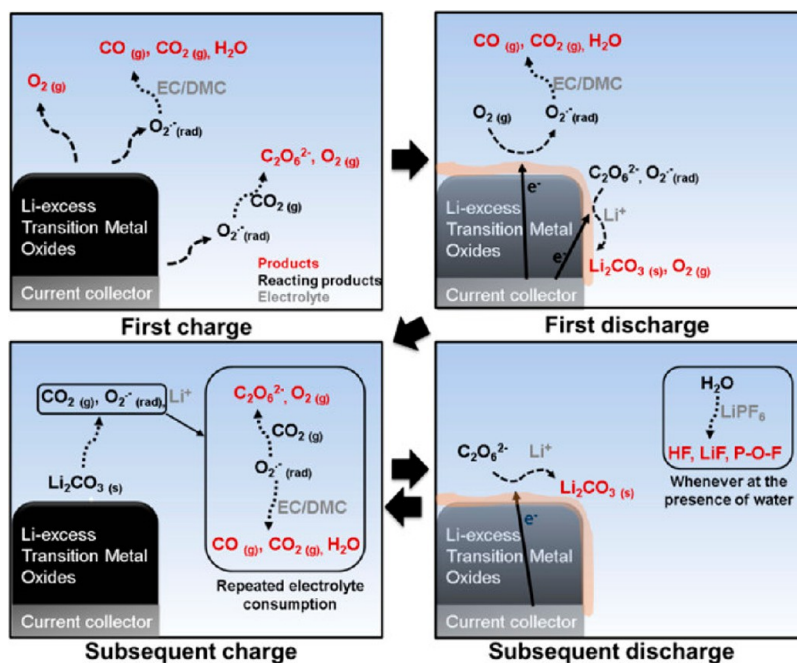 CO (g), CO₂ (g), H₂O
O₂ (g)
EC/DMC
O₂·⁻ (rad)
C₂O₆²⁻, O₂ (g)
CO₂ (g)
O₂·⁻ (rad)
Li-excess
Transition Metal
Oxides
Current collector
Products
Reacting products
Electrolyte
First charge
CO (g), CO₂ (g), H₂O
EC/DMC
O₂ (g)
O₂·⁻ (rad)
C₂O₆²⁻, O₂·⁻ (rad)
Li⁺
e⁻
e⁻
Li₂CO₃ (s), O₂ (g)
Li-excess
Transition Metal
Oxides
Current collector
First discharge
CO₂ (g), O₂·⁻ (rad), Li⁺
Li₂CO₃ (s)
C₂O₆²⁻, O₂ (g)
CO₂ (g)
O₂·⁻ (rad)
EC/DMC
CO (g), CO₂ (g), H₂O
Repeated electrolyte
consumption
Li-excess
Transition Metal
Oxides
Current collector
Subsequent charge
H₂O
LiPF₆
HF, LiF, P-O-F
Whenever at the
presence of water
C₂O₆²⁻
Li⁺
Li₂CO₃ (s)
e⁻
Li-excess
Transition Metal
Oxides
Current collector
Subsequent discharge